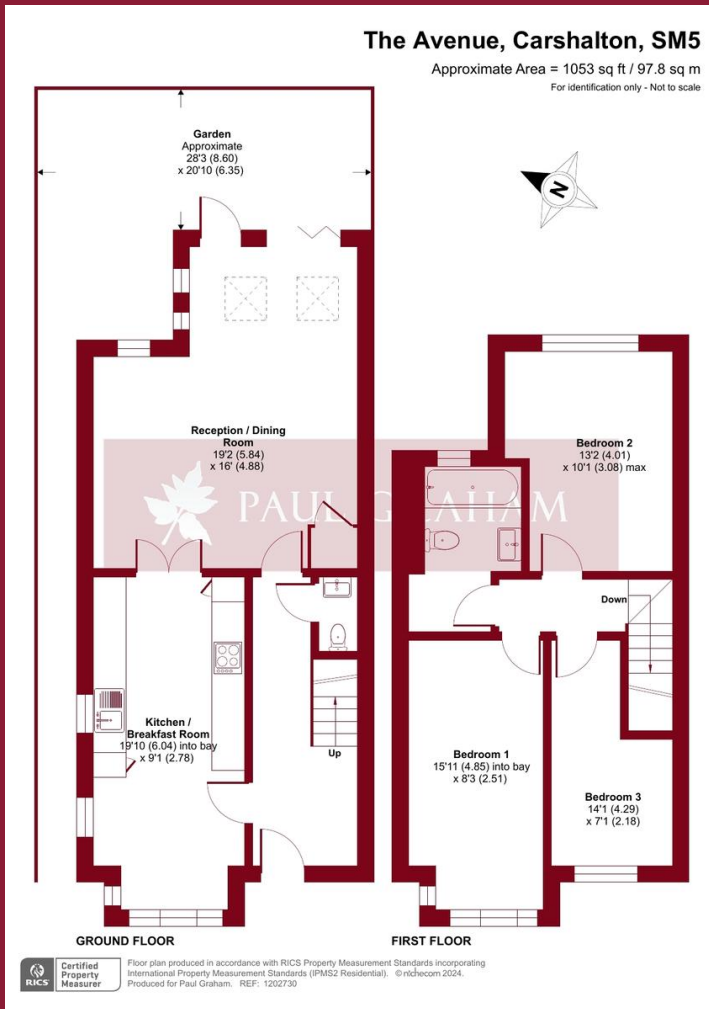 The Avenue, Carshalton, SM5
Approximate Area = 1053 sq ft / 97.8 sq m
For identification only - Not to scale
Garden
Approximate
28'3 (8.60)
x 20'10 (6.35)
N
Reception / Dining
Room
19'2 (5.84)
x 16' (4.88)
Bedroom 2
13'2 (4.01)
x 10'1 (3.08) max
PAUL GRAHAM
Down
Kitchen /
Breakfast Room
19'10 (6.04) into bay
x 9'1 (2.78)
Up
Bedroom 1
15'11 (4.85) into bay
x 8'3 (2.51)
Bedroom 3
14'1 (4.29)
x 7'1 (2.18)
GROUND FLOOR
FIRST FLOOR
RICS
Certified
Property
Measurer
Floor plan produced in accordance with RICS Property Measurement Standards incorporating
International Property Measurement Standards (IPMS2 Residential). © ntchecom 2024.
Produced for Paul Graham. REF: 1202730